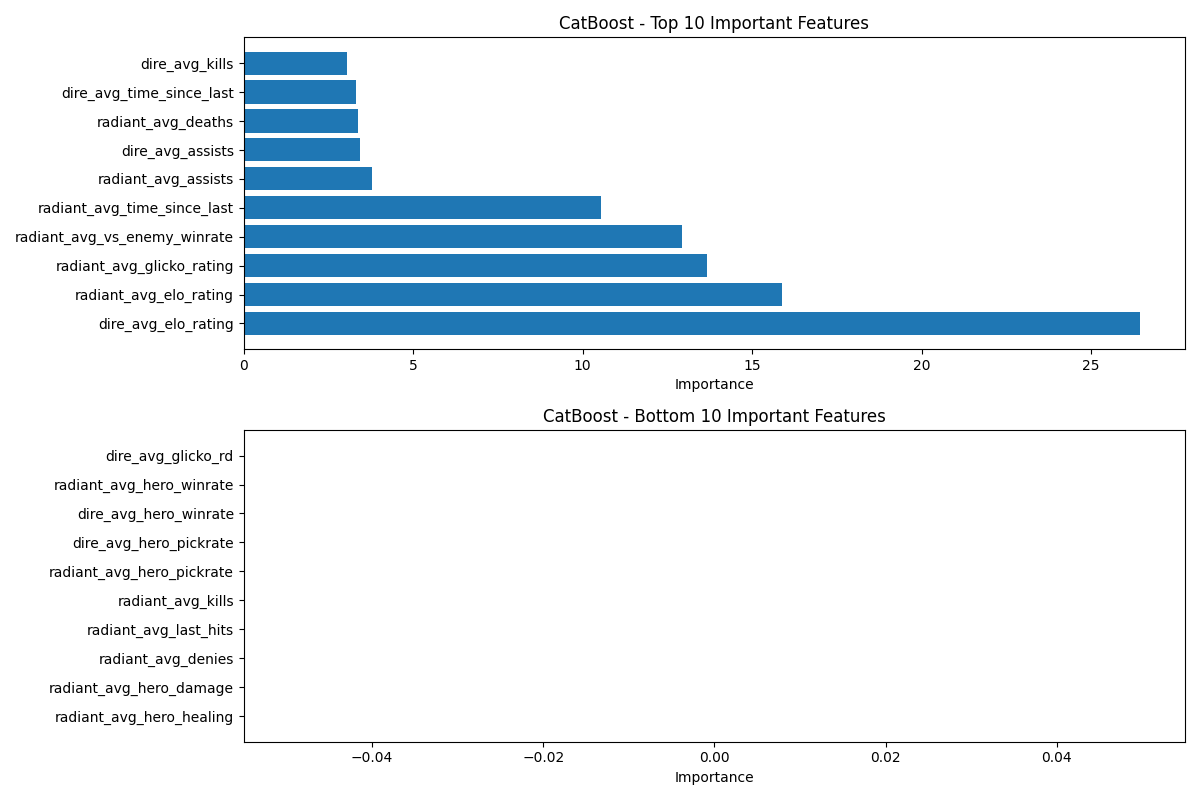 CatBoost - Top 10 Important Features
dire_avg_kills
dire_avg_time_since_last
radiant_avg_deaths
dire_avg_assists
radiant_avg_assists
radiant_avg_time_since_last
radiant_avg_vs_enemy_winrate
radiant_avg_glicko_rating
radiant_avg_elo_rating
dire_avg_elo_rating
0 5 10 15 20 25
Importance
CatBoost - Bottom 10 Important Features
dire_avg_glicko_rd
radiant_avg_hero_winrate
dire_avg_hero_winrate
dire_avg_hero_pickrate
radiant_avg_hero_pickrate
radiant_avg_kills
radiant_avg_last_hits
radiant_avg_denies
radiant_avg_hero_damage
radiant_avg_hero_healing
−0.04 −0.02 0.00 0.02 0.04
Importance